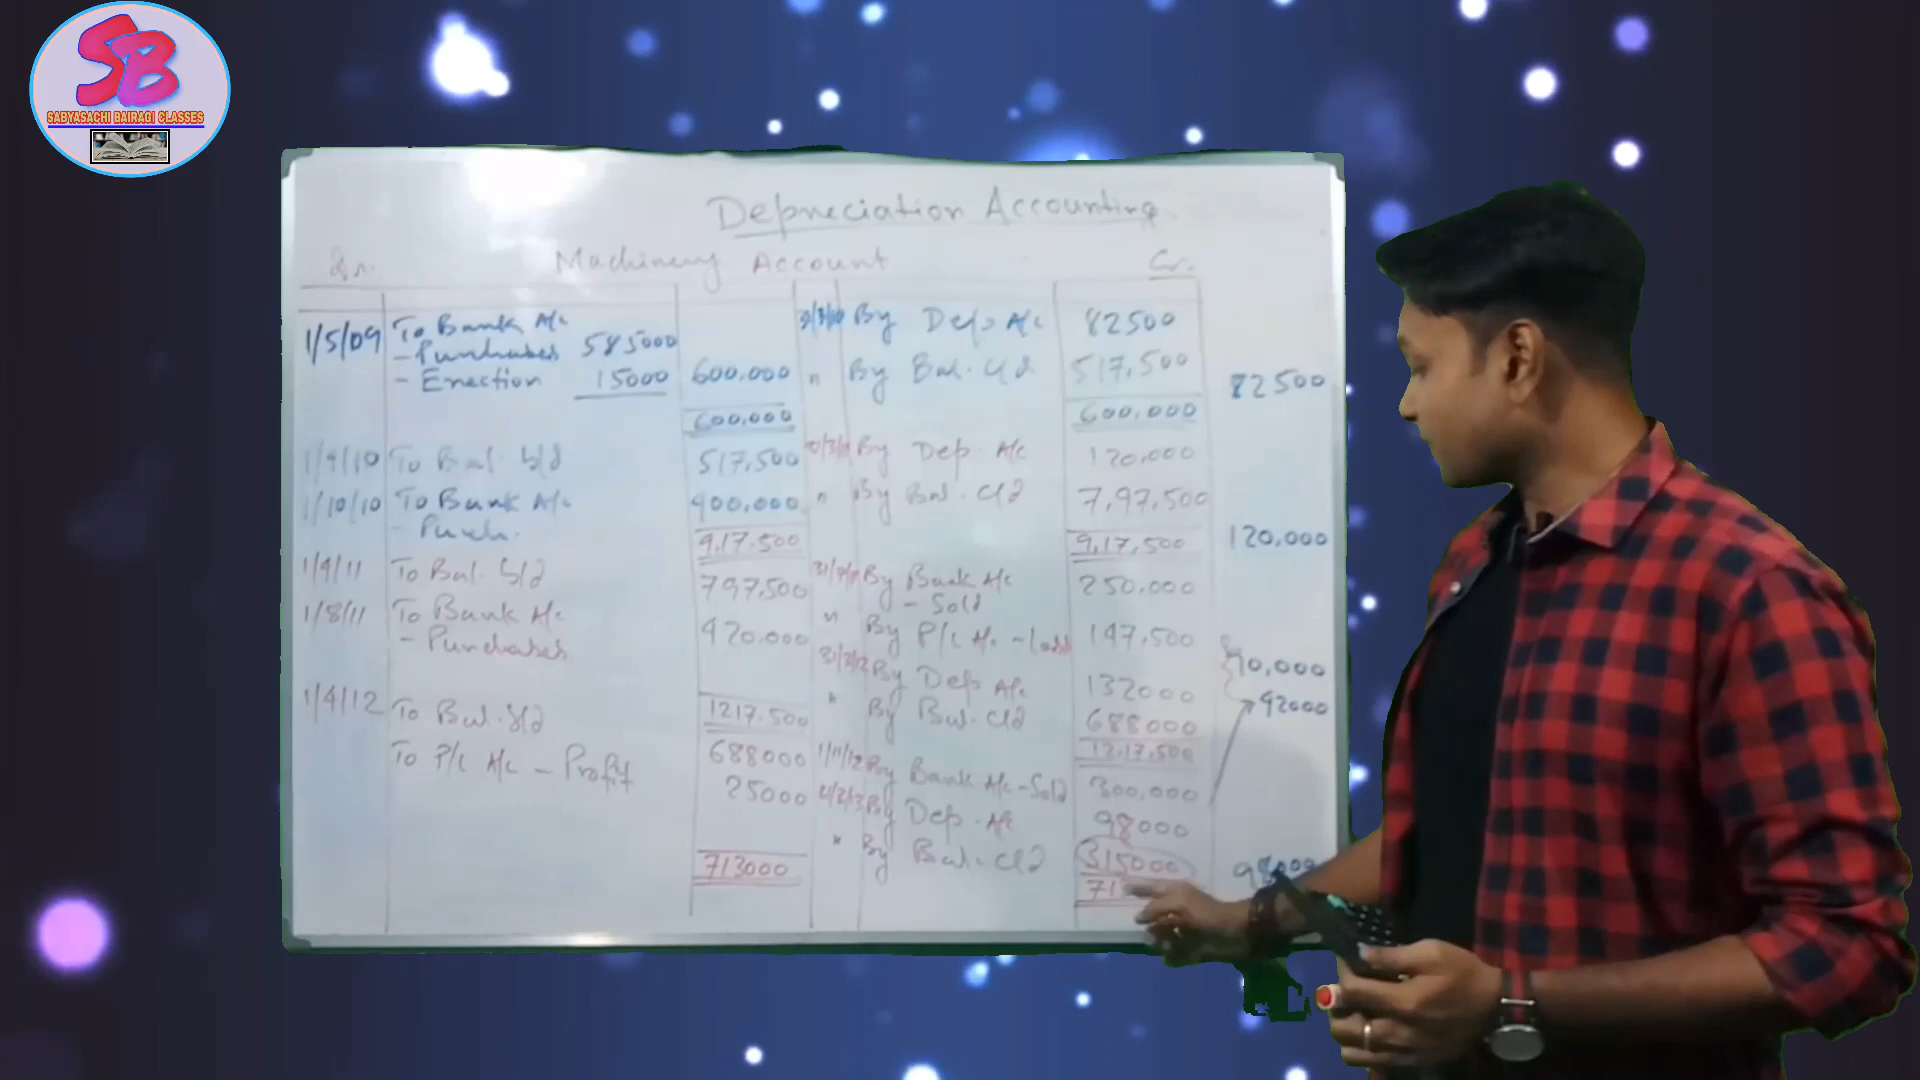 SB
SABYASACHI BAIRAGI CLASSES
Depreciation Accounting
Dr. Machinery Account Cr.
1/5/09 To Bank A/c
- Purchases 585000
- Erection 15000 600,000
600,000
1/4/10 To Bal. b/d 517,500
1/10/10 To Bank A/c 400,000
- Purch.
9,17,500
1/4/11 To Bal. b/d 797,500
1/8/11 To Bank A/c 420,000
- Purchases
1217,500
1/4/12 To Bal. b/d 688000
To P/L A/c - Profit 25000
713000
By Dep A/c 82500
" By Bal. C/d 517,500
600,000
By Dep. A/c 120,000
" By Bal. C/d 7,97,500
9,17,500
By Bank A/c 250,000
- Sold
" By P/L A/c - Loss 147,500
By Dep A/c 132000
" By Bal. C/d 688000
12,17,500
1/11/12 By Bank A/c - Sold 300,000
By Dep. A/c 98000
" By Bal. C/d 315000
82500
120,000
90,000
42000